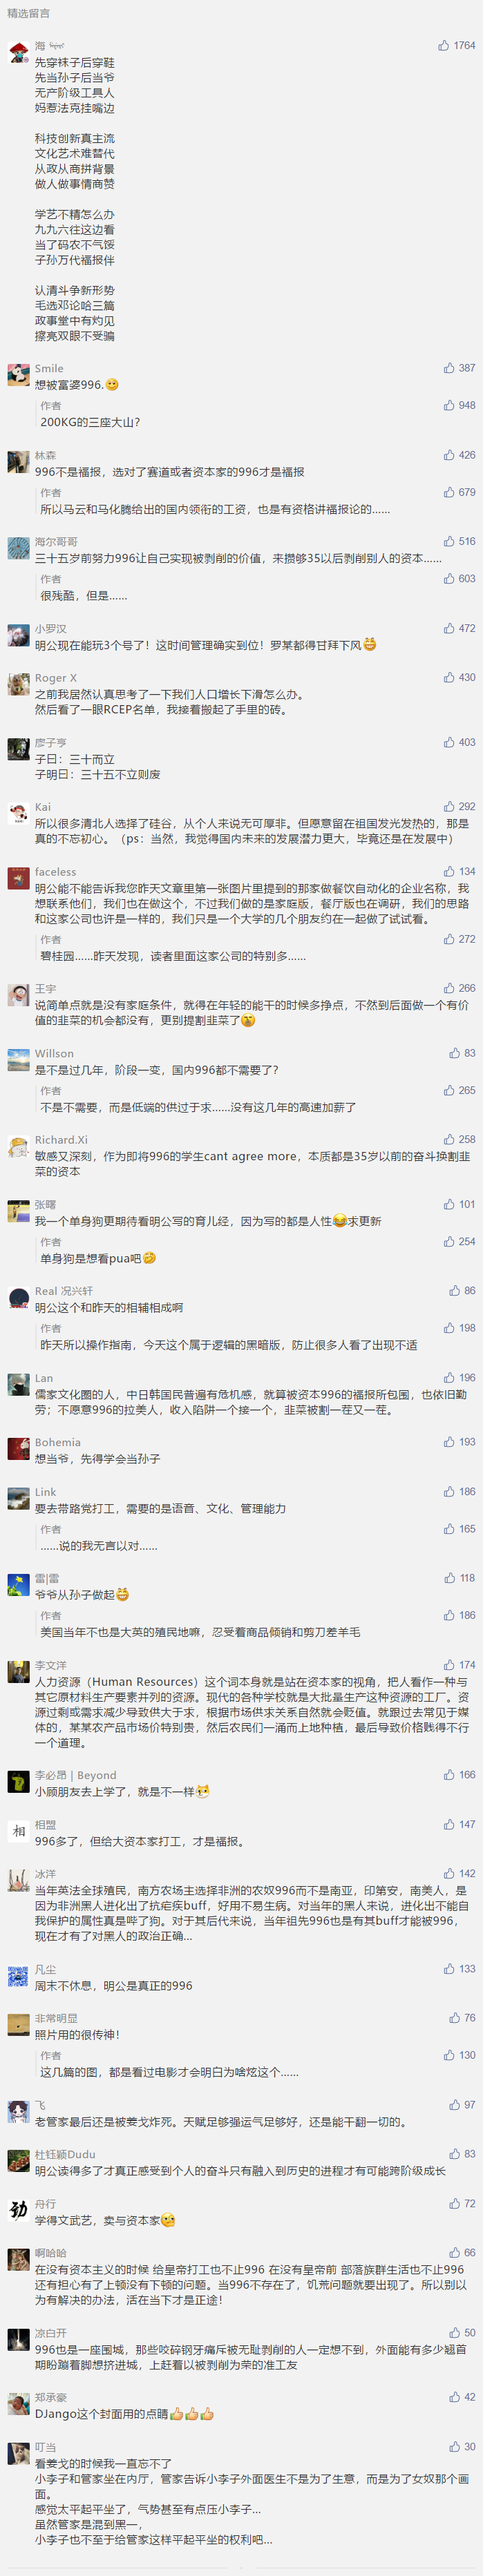 精选留言
海
1764
先穿袜子后穿鞋
先当孙子后当爷
无产阶级工具人
妈惹法克挂嘴边
科技创新真主流
文化艺术难替代
从政从商拼背景
做人做事情商赞
学艺不精怎么办
九九六往这边看
当了码农不气馁
子孙万代福报伴
认清斗争新形势
毛选邓论哈三篇
政事堂中有灼见
擦亮双眼不受骗
Smile
387
想被富婆996.😊
作者
948
200KG的三座大山?
林森
426
996不是福报，选对了赛道或者资本家的996才是福报
作者
679
所以马云和马化腾给出的国内领衔的工资，也是有资格讲福报论的……
海尔哥哥
516
三十五岁前努力996让自己实现被剥削的价值，来攒够35以后剥削别人的资本……
作者
603
很残酷，但是……
小罗汉
472
明公现在能玩3个号了！这时间管理确实到位！罗某都得甘拜下风😆
Roger X
430
之前我居然认真思考了一下我们人口增长下滑怎么办。
然后看了一眼RCEP名单，我接着搬起了手里的砖。
廖子亨
403
子曰：三十而立
子明曰：三十五不立则废
Kai
292
所以很多清北人选择了硅谷，从个人来说无可厚非。但愿意留在祖国发光发热的，那是
真的不忘初心。（ps：当然，我觉得国内未来的发展潜力更大，毕竟还是在发展中）
faceless
134
明公能不能告诉我您昨天文章里第一张图片里提到的那家做餐饮自动化的企业名称，我
想联系他们，我们也在做这个，不过我们做的是家庭版，餐厅版也在调研，我们的思路
和这家公司也许是一样的，我们只是一个大学的几个朋友约在一起做了试试看。
作者
272
碧桂园……昨天发现，读者里面这家公司的特别多……
王宇
266
说简单点就是没有家庭条件，就得在年轻的能干的时候多挣点，不然到后面做一个有价
值的韭菜的机会都没有，更别提割韭菜了😭
Willson
83
是不是过几年，阶段一变，国内996都不需要了?
作者
265
不是不需要，而是低端的供过于求……没有这几年的高速加薪了
Richard.Xi
258
敏感又深刻，作为即将996的学生cant agree more，本质都是35岁以前的奋斗换割韭
菜的资本
张曙
101
我一个单身狗更期待看明公写的育儿经，因为写的都是人性😂求更新
作者
254
单身狗是想看pua吧🤔
Real 况兴轩
86
明公这个和昨天的相辅相成啊
作者
198
昨天所以操作指南，今天这个属于逻辑的黑暗版，防止很多人看了出现不适
Lan
196
儒家文化圈的人，中日韩国民普遍有危机感，就算被资本996的福报所包围，也依旧勤
劳；不愿意996的拉美人，收入陷阱一个接一个，韭菜被割一茬又一茬。
Bohemia
193
想当爷，先得学会当孙子
Link
186
要去带路党打工，需要的是语音、文化、管理能力
作者
165
……说的我无言以对……
雷|雷
118
爷爷从孙子做起😆
作者
186
美国当年不也是大英的殖民地嘛，忍受着商品倾销和剪刀差羊毛
李文洋
174
人力资源（Human Resources）这个词本身就是站在资本家的视角，把人看作一种与
其它原材料生产要素并列的资源。现代的各种学校就是大批量生产这种资源的工厂。资
源过剩或需求减少导致供大于求，根据市场供求关系自然就会贬值。就跟过去常见于媒
体的，某某农产品市场价特别贵，然后农民们一涌而上地种植，最后导致价格贱得不行
一个道理。
李必昂 | Beyond
166
小顾朋友去上学了，就是不一样🐶
相盟
147
996多了，但给大资本家打工，才是福报。
冰洋
142
当年英法全球殖民，南方农场主选择非洲的农奴996而不是南亚，印第安，南美人，是
因为非洲黑人进化出了抗疟疾buff，好用不易生病。对当年的黑人来说，进化出不能自
我保护的属性真是哔了狗。对于其后代来说，当年祖先996也是有其buff才能被996，
现在才有了对黑人的政治正确…
凡尘
133
周末不休息，明公是真正的996
非常明显
76
照片用的很传神！
作者
130
这几篇的图，都是看过电影才会明白为啥炫这个……
飞
97
老管家最后还是被姜戈炸死。天赋足够强运气足够好，还是能干翻一切的。
杜钰颖Dudu
83
明公读得多了才真正感受到个人的奋斗只有融入到历史的进程才有可能跨阶级成长
舟行
72
学得文武艺，卖与资本家🧐
啊哈哈
66
在没有资本主义的时候 给皇帝打工也不止996 在没有皇帝前 部落族群生活也不止996
还有担心有了上顿没有下顿的问题。当996不存在了，饥荒问题就要出现了。所以别以
为有解决的办法，活在当下才是正途！
凉白开
50
996也是一座围城，那些咬碎钢牙痛斥被无耻剥削的人一定想不到，外面能有多少翘首
期盼蹦着脚想挤进城，上赶着以被剥削为荣的准工友
郑承豪
42
DJango这个封面用的点睛👍👍👍
叮当
30
看姜戈的时候我一直忘不了
小李子和管家坐在内厅，管家告诉小李子外面医生不是为了生意，而是为了女奴那个画
面。
感觉太平起平坐了，气势甚至有点压小李子…
虽然管家是混到黑一，
小李子也不至于给管家这样平起平坐的权利吧…